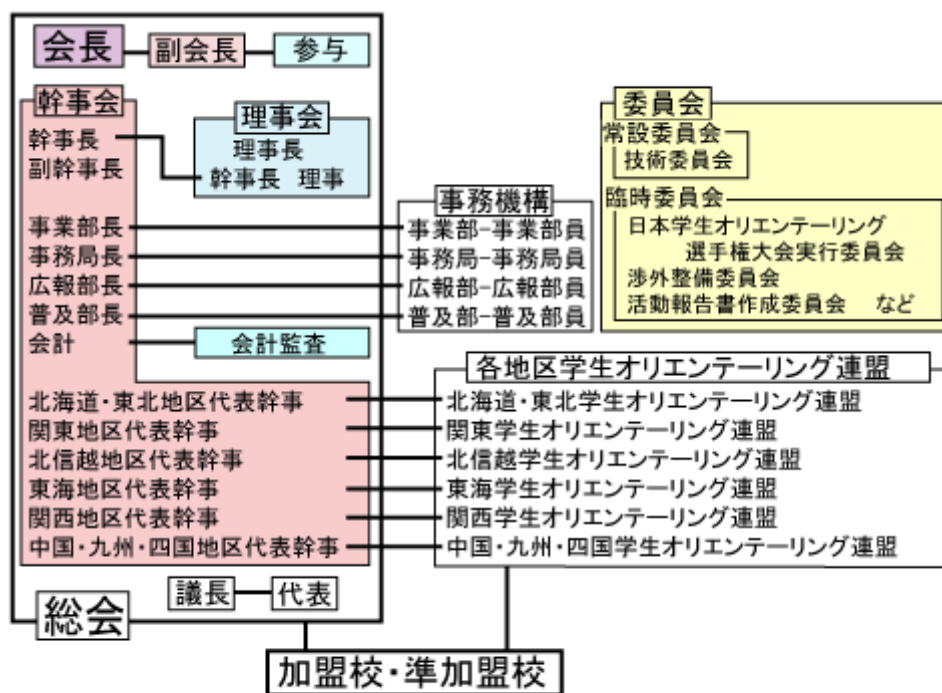 会長 副会長 参与
幹事会
幹事長
副幹事長
事業部長
事務局長
広報部長
普及部長
会計
北海道・東北地区代表幹事
関東地区代表幹事
北信越地区代表幹事
東海地区代表幹事
関西地区代表幹事
中国・九州・四国地区代表幹事
理事会
理事長
幹事長 理事
会計監査
議長 代表
総会
事務機構
事業部-事業部員
事務局-事務局員
広報部-広報部員
普及部-普及部員
委員会
常設委員会
技術委員会
臨時委員会
日本学生オリエンテーリング
選手権大会実行委員会
渉外整備委員会
活動報告書作成委員会 など
各地区学生オリエンテーリング連盟
北海道・東北学生オリエンテーリング連盟
関東学生オリエンテーリング連盟
北信越学生オリエンテーリング連盟
東海学生オリエンテーリング連盟
関西学生オリエンテーリング連盟
中国・九州・四国学生オリエンテーリング連盟
加盟校・準加盟校